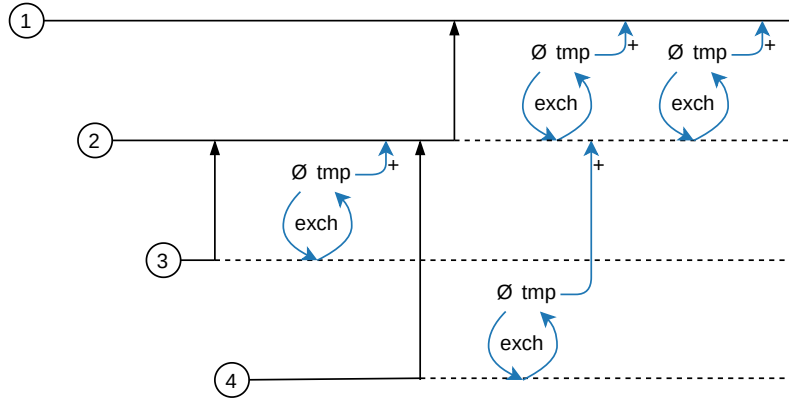 1
Ø tmp + Ø tmp +
exch exch
2
Ø tmp + +
exch
3
Ø tmp
exch
4